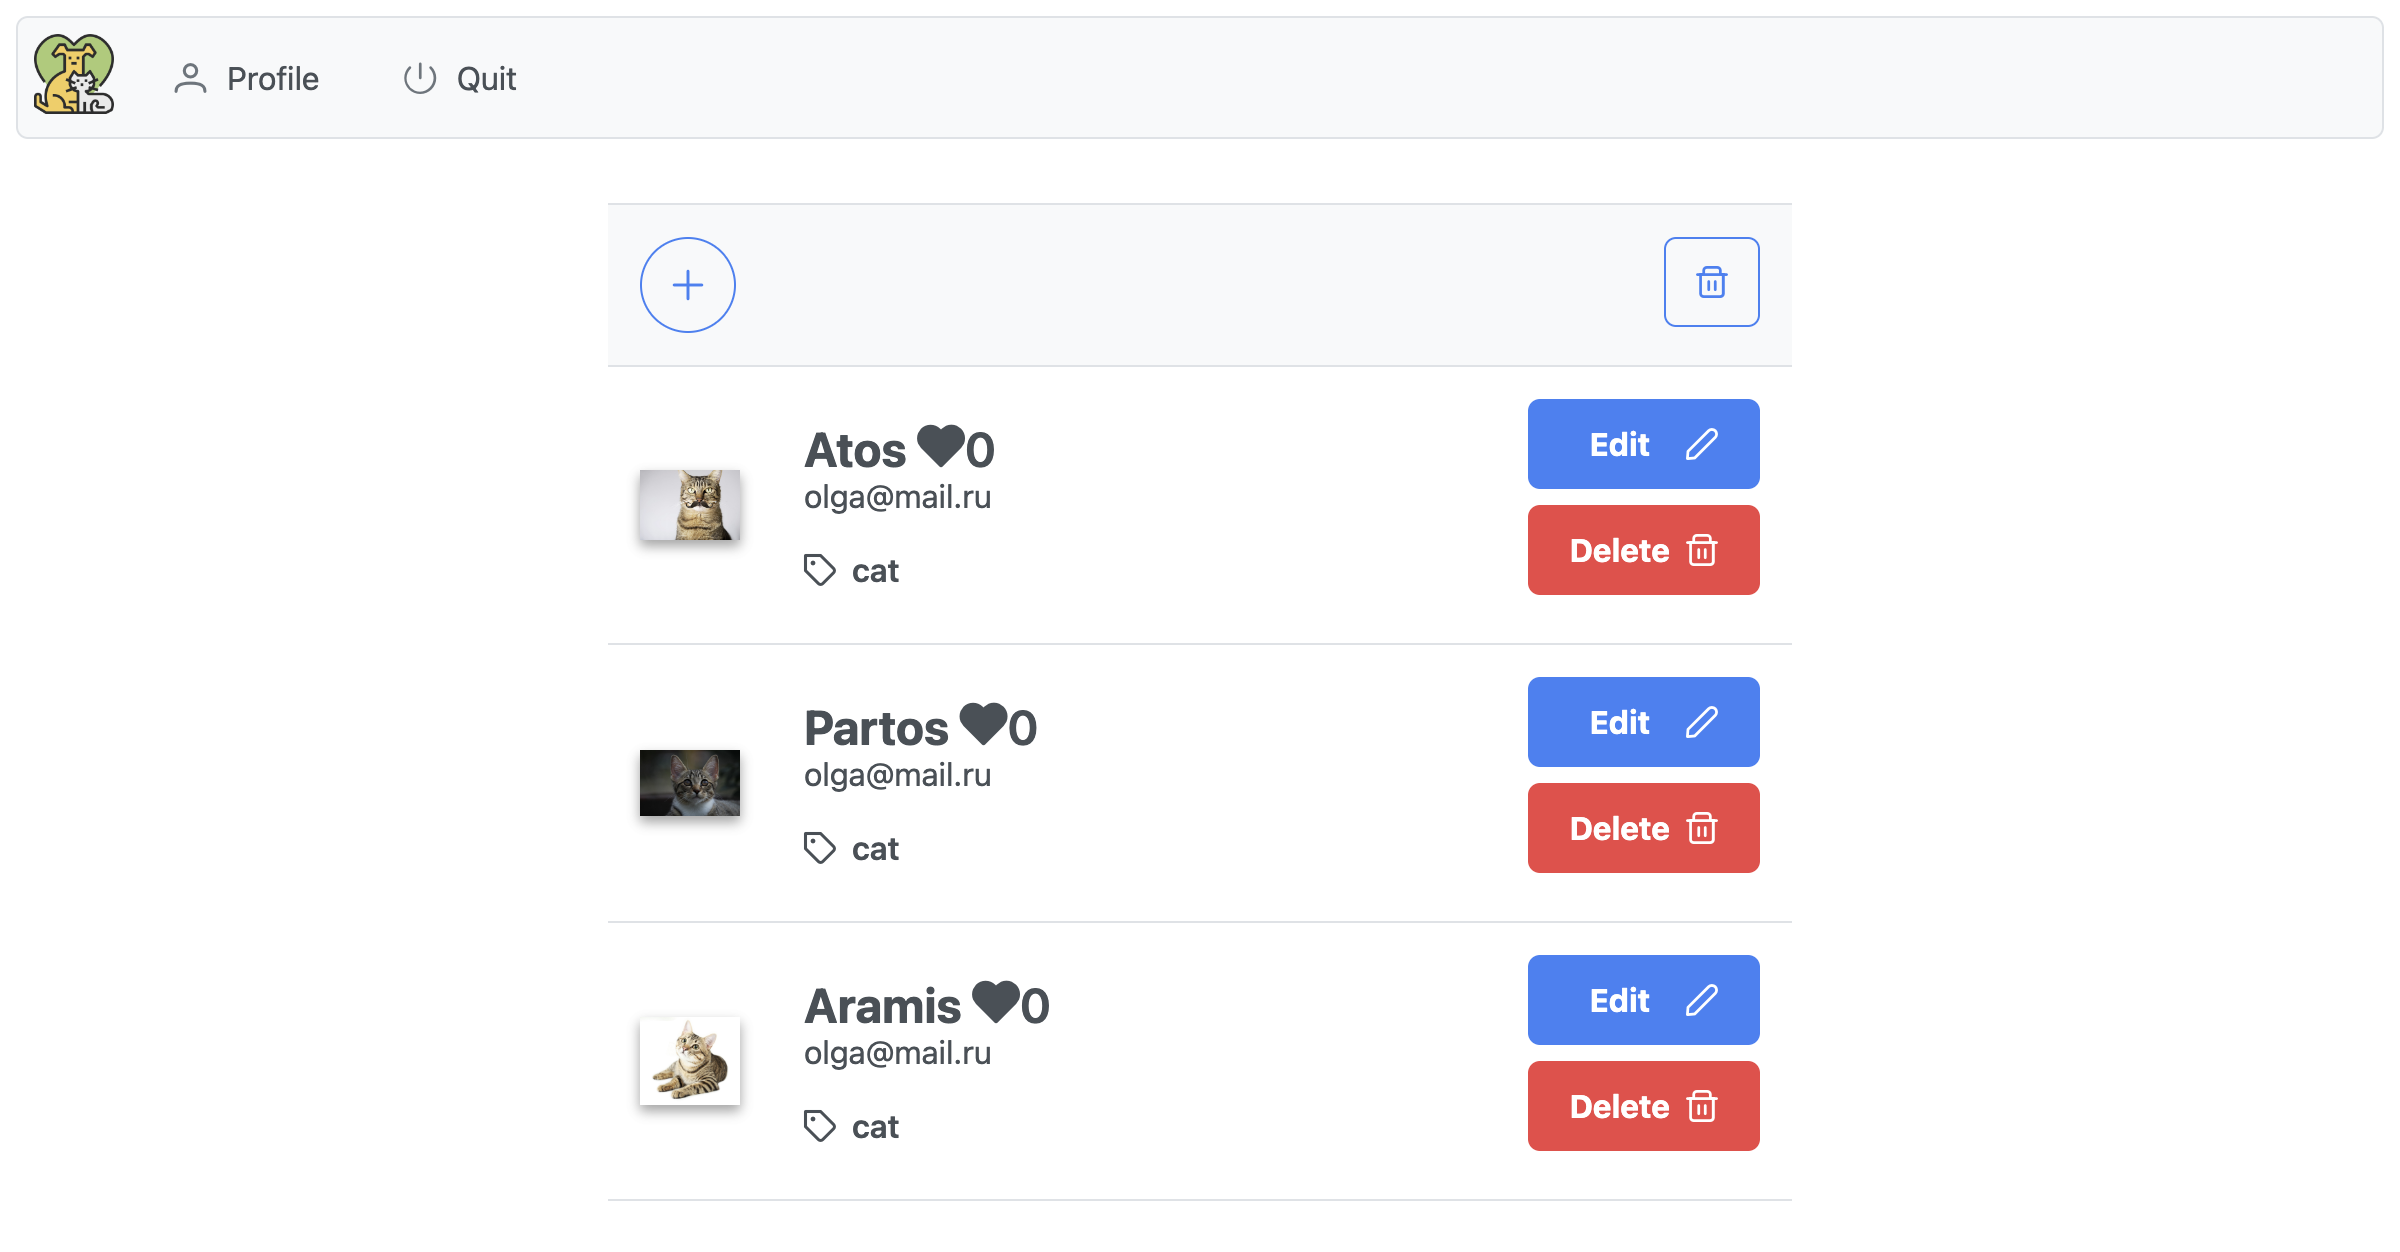 Profile
Quit
Atos 0
olga@mail.ru
cat
Edit
Delete
Partos 0
olga@mail.ru
cat
Edit
Delete
Aramis 0
olga@mail.ru
cat
Edit
Delete